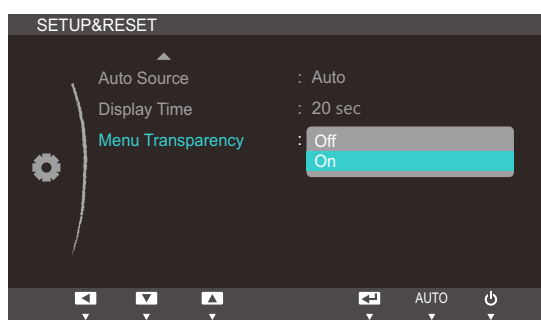 SETUP&RESET
Auto Source : Auto
Display Time : 20 sec
Menu Transparency : Off
On
AUTO